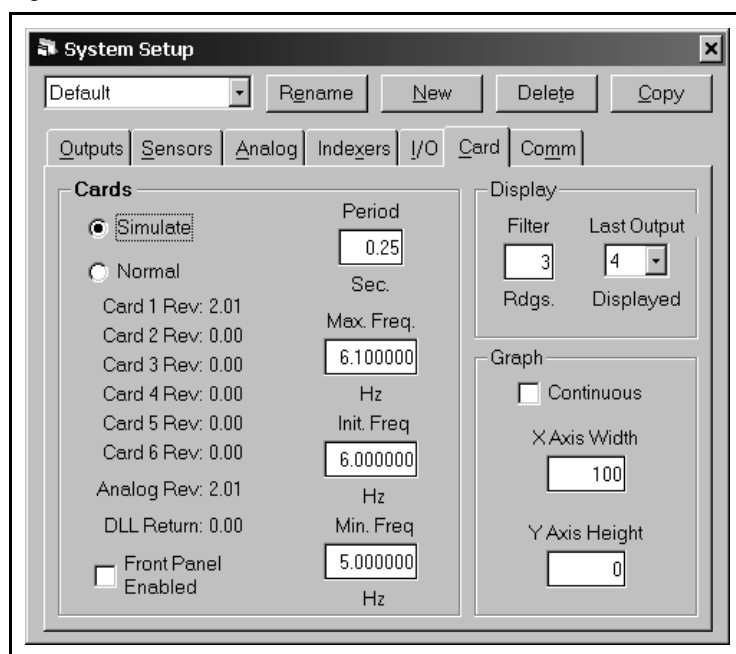 System Setup
Default Rename New Delete Copy
Outputs Sensors Analog Indexers I/O Card Comm
Cards
Simulate
Normal
Card 1 Rev: 2.01
Card 2 Rev: 0.00
Card 3 Rev: 0.00
Card 4 Rev: 0.00
Card 5 Rev: 0.00
Card 6 Rev: 0.00
Analog Rev: 2.01
DLL Return: 0.00
Front Panel
Enabled
Period
0.25
Sec.
Max. Freq.
6.100000
Hz
Init. Freq
6.000000
Hz
Min. Freq
5.000000
Hz
Display
Filter Last Output
3 4
Rdgs. Displayed
Graph
Continuous
X Axis Width
100
Y Axis Height
0